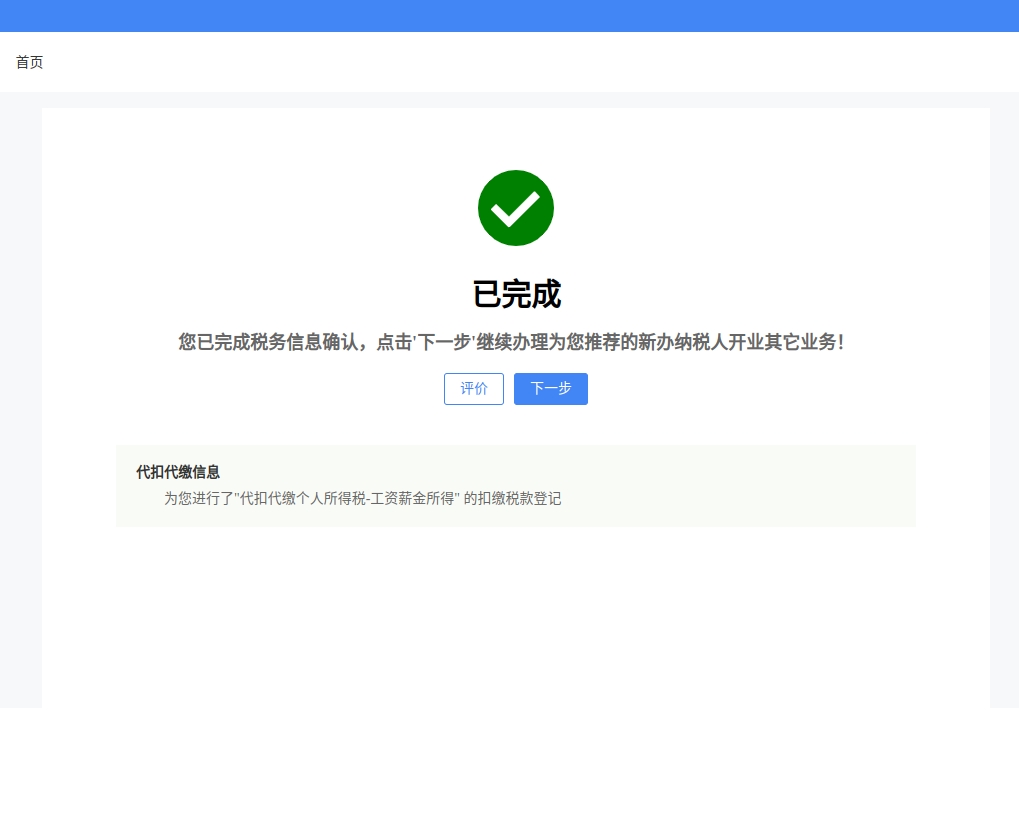 首页
已完成
您已完成税务信息确认，点击'下一步'继续办理为您推荐的新办纳税人开业其它业务！
评价 下一步
代扣代缴信息
为您进行了"代扣代缴个人所得税-工资薪金所得" 的扣缴税款登记